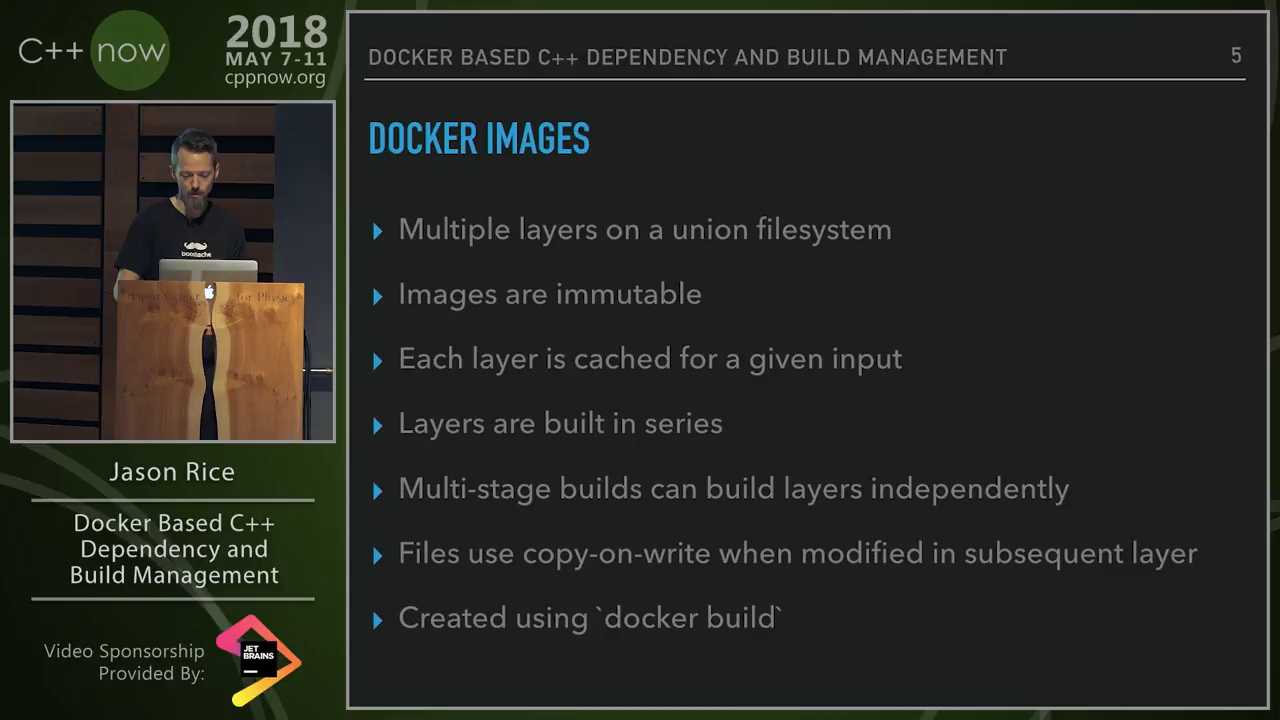 C++ now
2018
MAY 7-11
cppnow.org
Jason Rice
Docker Based C++
Dependency and
Build Management
Video Sponsorship
Provided By:
JET
BRAINS
DOCKER BASED C++ DEPENDENCY AND BUILD MANAGEMENT
5
DOCKER IMAGES
Multiple layers on a union filesystem
Images are immutable
Each layer is cached for a given input
Layers are built in series
Multi-stage builds can build layers independently
Files use copy-on-write when modified in subsequent layer
Created using `docker build`
for Physics